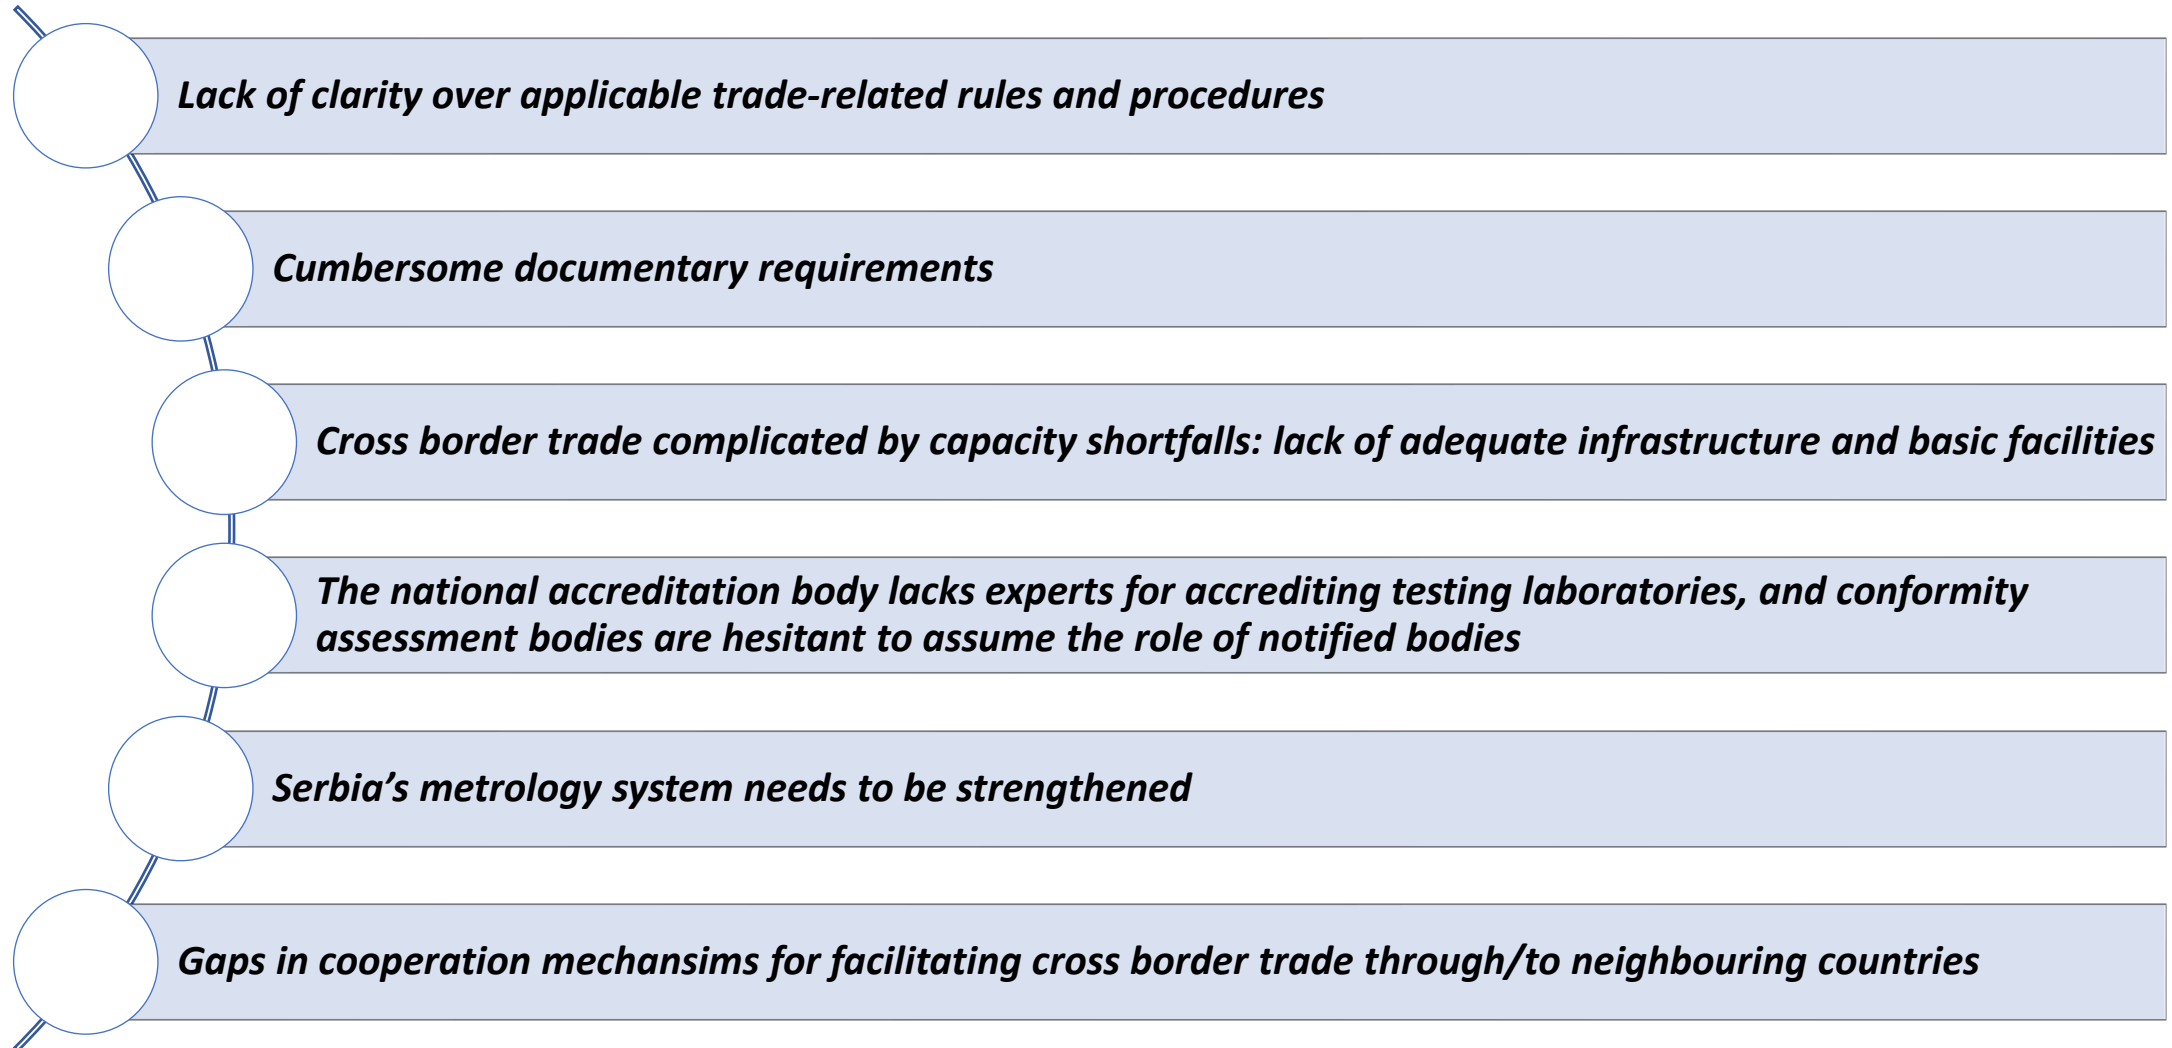 Lack of clarity over applicable trade-related rules and procedures
Cumbersome documentary requirements
Cross border trade complicated by capacity shortfalls: lack of adequate infrastructure and basic facilities
The national accreditation body lacks experts for accrediting testing laboratories, and conformity
assessment bodies are hesitant to assume the role of notified bodies
Serbia’s metrology system needs to be strengthened
Gaps in cooperation mechansims for facilitating cross border trade through/to neighbouring countries